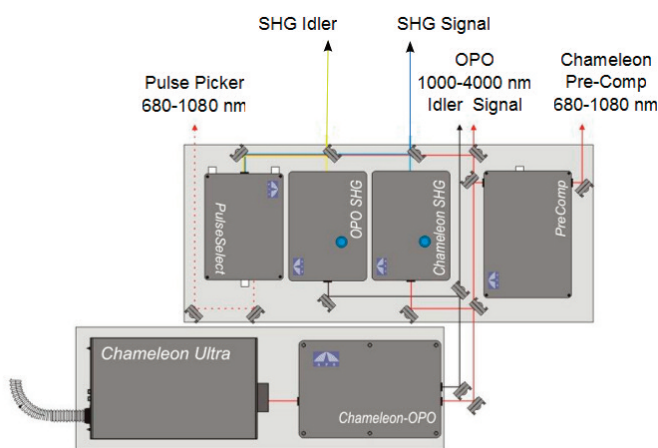 SHG Idler
SHG Signal
Pulse Picker
680-1080 nm
OPO
1000-4000 nm
Idler Signal
Chameleon
Pre-Comp
680-1080 nm
PulseSelect
OPO SHG
Chameleon SHG
PreComp
Chameleon Ultra
Chameleon-OPO